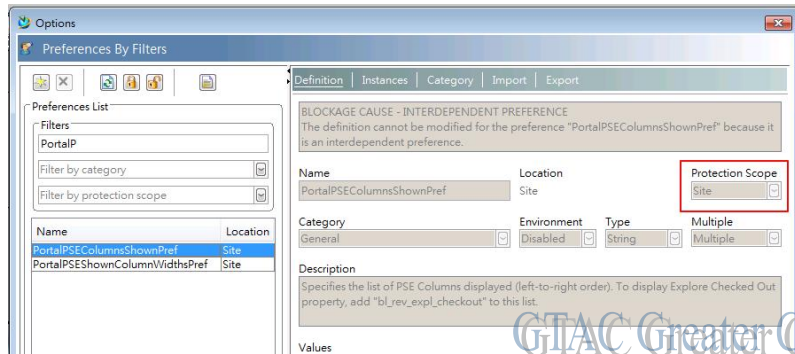 Options
Preferences By Filters
Definition | Instances | Category | Import | Export
Preferences List
Filters
PortalP
Filter by category
Filter by protection scope
Name Location
PortalPSEColumnsShownPref Site
PortalPSEShownColumnWidthsPref Site
BLOCKAGE CAUSE - INTERDEPENDENT PREFERENCE
The definition cannot be modified for the preference "PortalPSEColumnsShownPref" because it
is an interdependent preference.
Name Location Protection Scope
PortalPSEColumnsShownPref Site Site
Category Environment Type Multiple
General Disabled String Multiple
Description
Specifies the list of PSE Columns displayed (left-to-right order). To display Explore Checked Out
property, add "bl_rev_expl_checkout" to this list.
Values
GTAC Greater